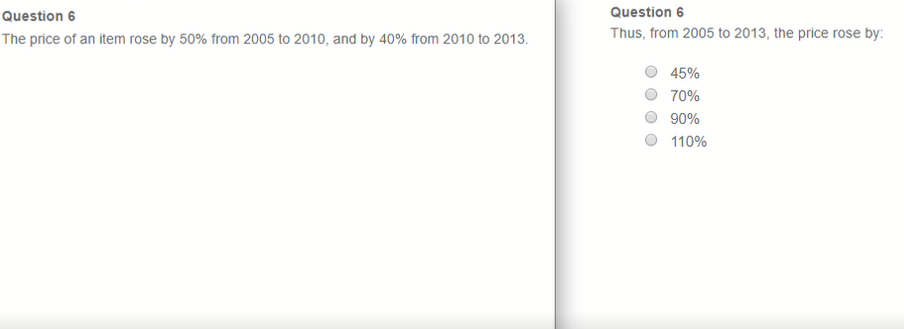 Question 6
The price of an item rose by 50% from 2005 to 2010, and by 40% from 2010 to 2013.
Question 6
Thus, from 2005 to 2013, the price rose by:
45%
70%
90%
110%